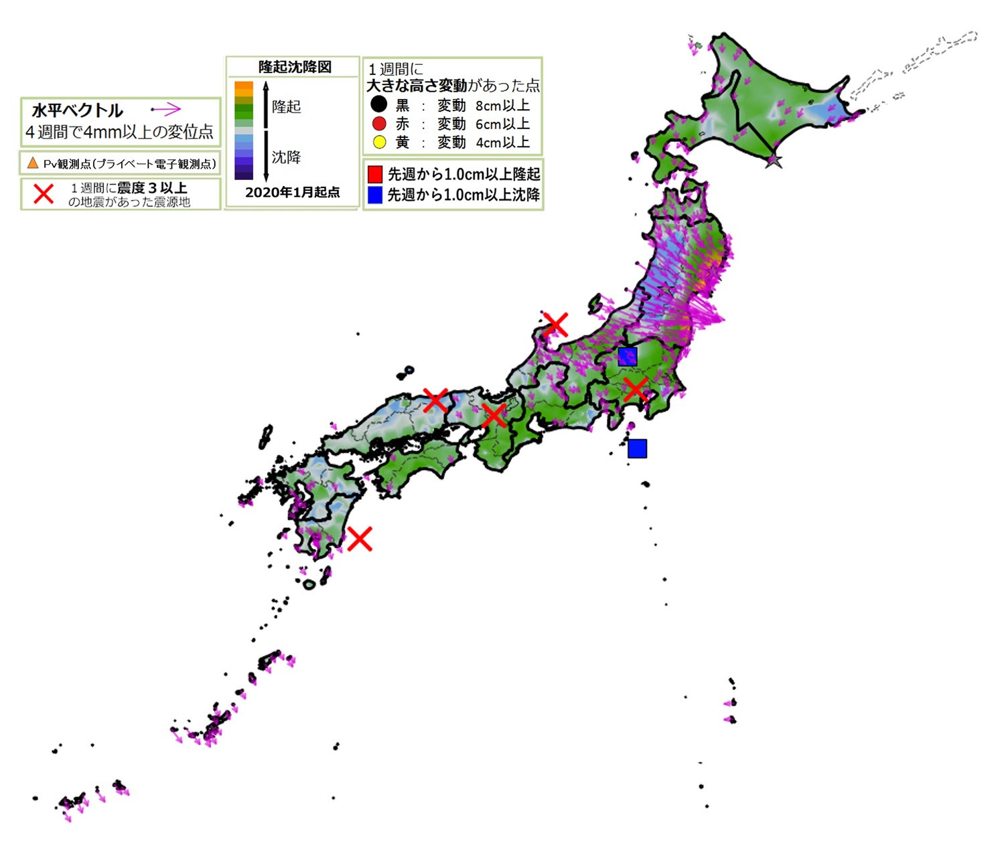 水平ベクトル
4週間で4mm以上の変位点
Pv観測点(プライベート電子観測点)
1週間に震度3以上
の地震があった震源地
隆起沈降図
隆起
沈降
2020年1月起点
1週間に
大きな高さ変動があった点
黒 : 変動 8cm以上
赤 : 変動 6cm以上
黄 : 変動 4cm以上
先週から1.0cm以上隆起
先週から1.0cm以上沈降